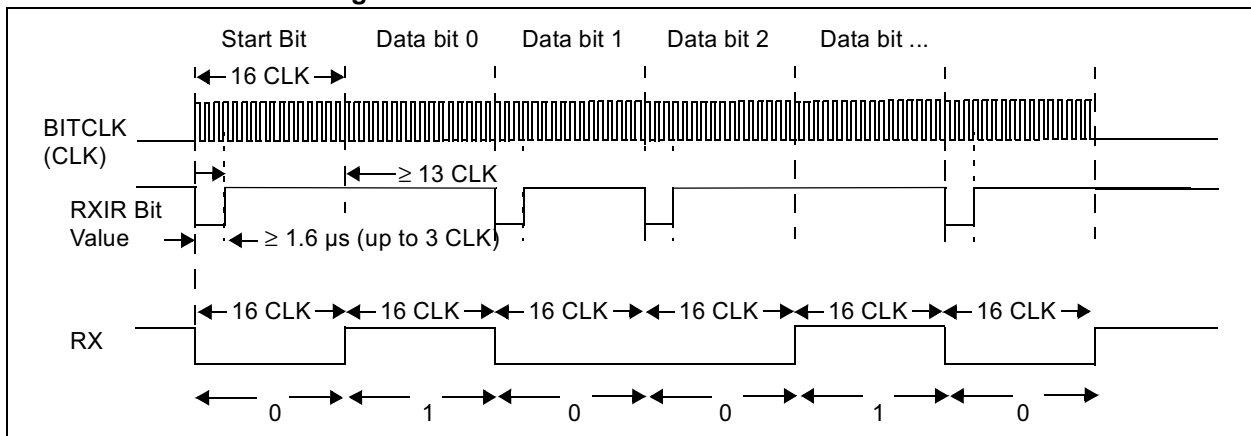 g
Start Bit Data bit 0 Data bit 1 Data bit 2 Data bit ...
16 CLK
BITCLK
(CLK)
≥ 13 CLK
RXIR Bit
Value
≥ 1.6 µs (up to 3 CLK)
16 CLK 16 CLK 16 CLK 16 CLK 16 CLK 16 CLK
RX
0 1 0 0 1 0